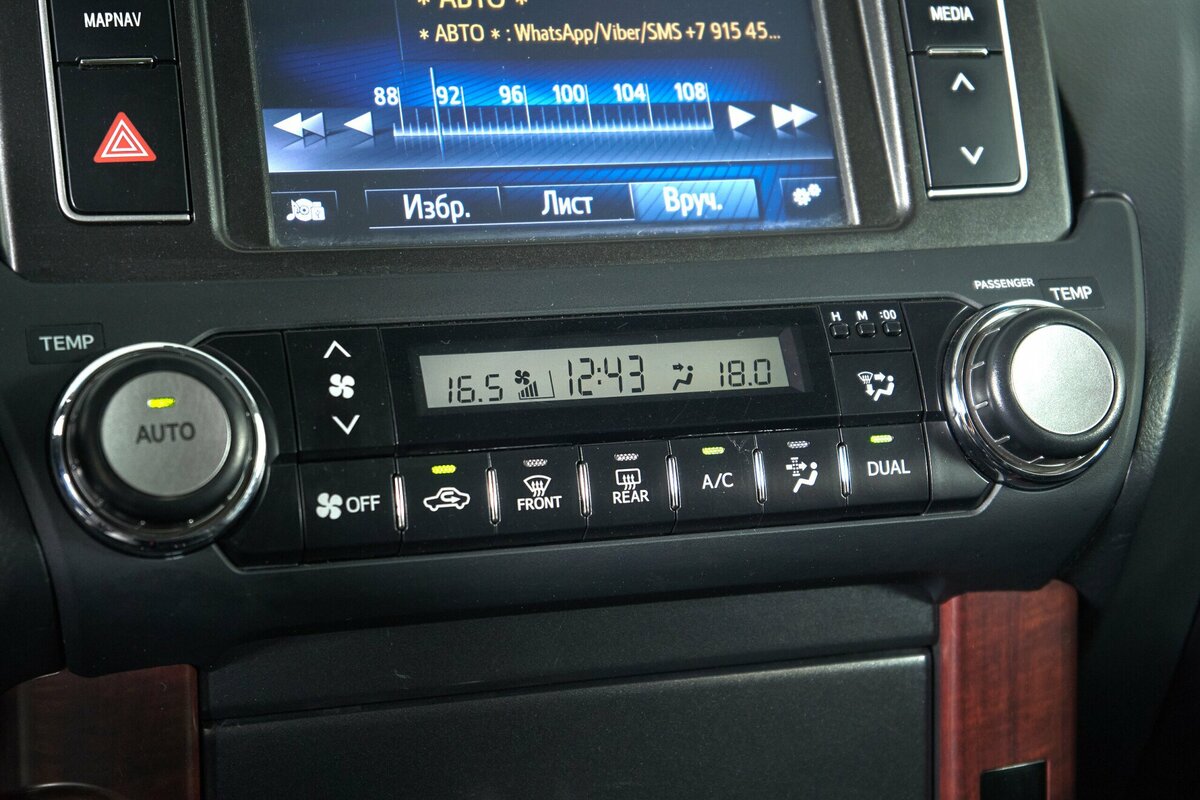 * АВТО *
MAPNAV
MEDIA
* АВТО * : WhatsApp/Viber/SMS +7 915 45...
88 92 96 100 104 108
Избр. Лист Вруч.
PASSENGER TEMP
TEMP
H M :00
16.5 12:43 18.0
AUTO
OFF
FRONT
REAR
A/C
DUAL